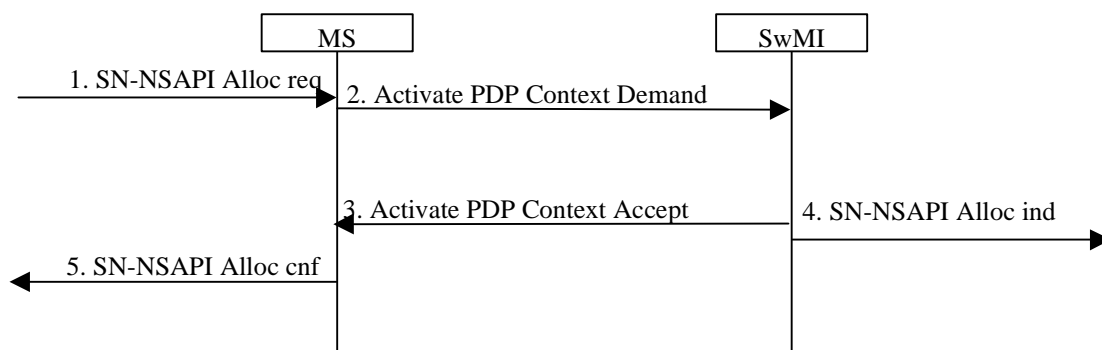 MS
SwMI
1. SN-NSAPI Alloc req
2. Activate PDP Context Demand
3. Activate PDP Context Accept
4. SN-NSAPI Alloc ind
5. SN-NSAPI Alloc cnf